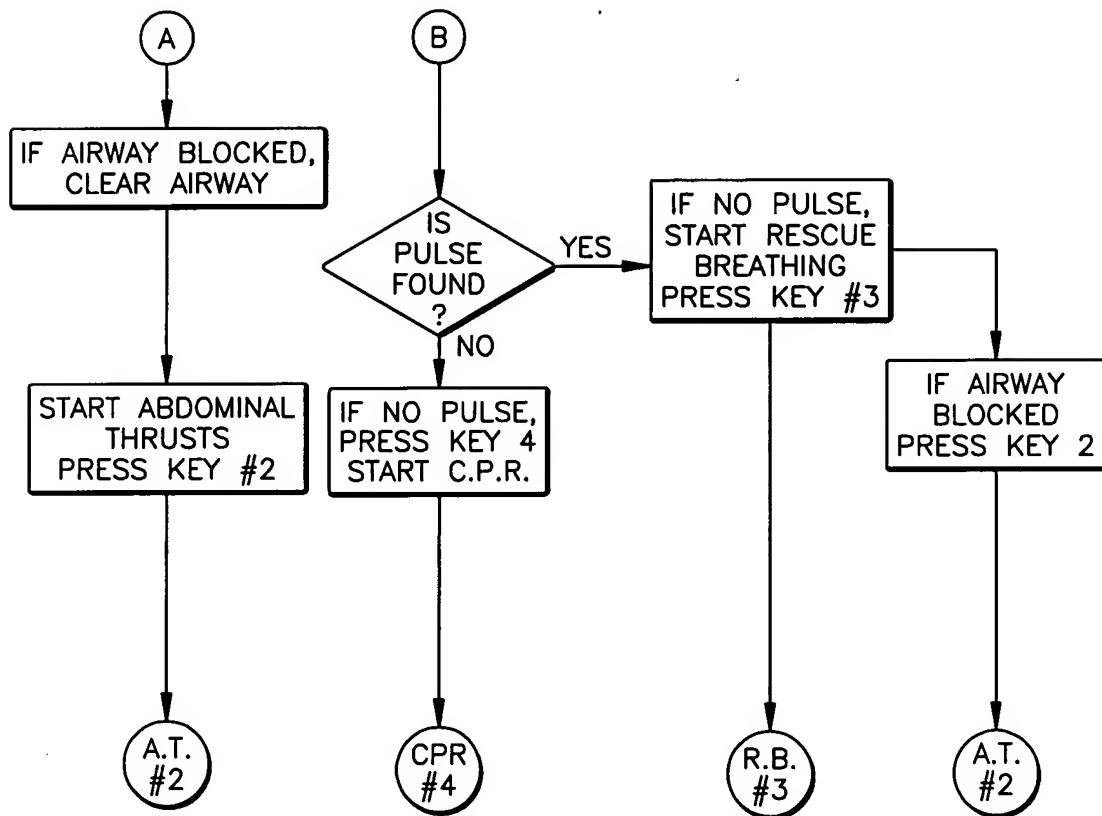 A
IF AIRWAY BLOCKED,
CLEAR AIRWAY
START ABDOMINAL
THRUSTS
PRESS KEY #2
A.T.
#2
B
IS
PULSE
FOUND
?
YES
NO
IF NO PULSE,
PRESS KEY 4
START C.P.R.
CPR
#4
IF NO PULSE,
START RESCUE
BREATHING
PRESS KEY #3
R.B.
#3
IF AIRWAY
BLOCKED
PRESS KEY 2
A.T.
#2